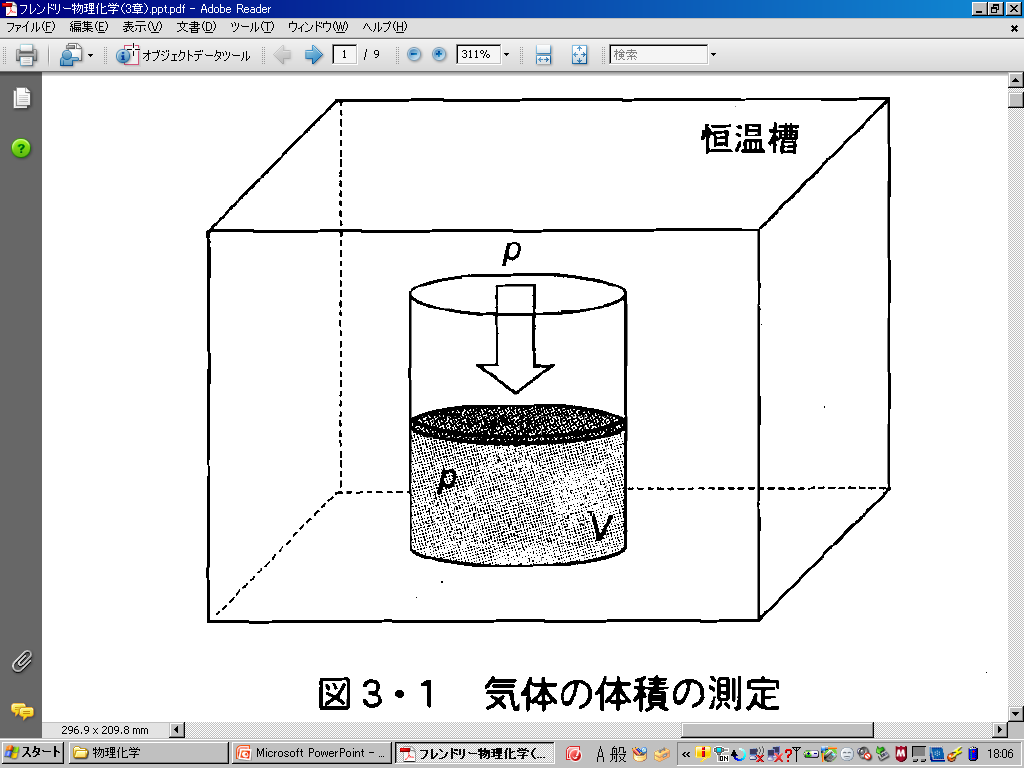 フレンドリー物理化学(3章).ppt.pdf - Adobe Reader
ファイル(F) 編集(E) 表示(V) 文書(D) ツール(T) ウィンドウ(W) ヘルプ(H)
オブジェクトデータツール 1 / 9 311% 検索
恒温槽
p
p
V
図3・1 気体の体積の測定
296.9 x 209.8 mm
スタート 物理化学 Microsoft PowerPoint - ... フレンドリー物理化学(... A 般 18:06